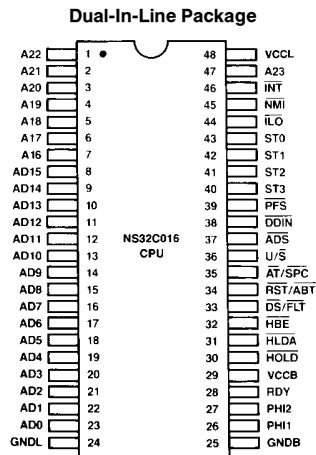 Dual-In-Line Package
A22 1 48 VCCL
A21 2 47 A23
A20 3 46 INT
A19 4 45 NMI
A18 5 44 ILO
A17 6 43 ST0
A16 7 42 ST1
AD15 8 41 ST2
AD14 9 40 ST3
AD13 10 39 PFS
AD12 11 38 DDIN
AD11 12 NS32C016 37 ADS
AD10 13 CPU 36 U/S
AD9 14 35 AT/SPC
AD8 15 34 RST/ABT
AD7 16 33 DS/FLT
AD6 17 32 HBE
AD5 18 31 HLDA
AD4 19 30 HOLD
AD3 20 29 VCCB
AD2 21 28 RDY
AD1 22 27 PHI2
AD0 23 26 PHI1
GNDL 24 25 GNDB